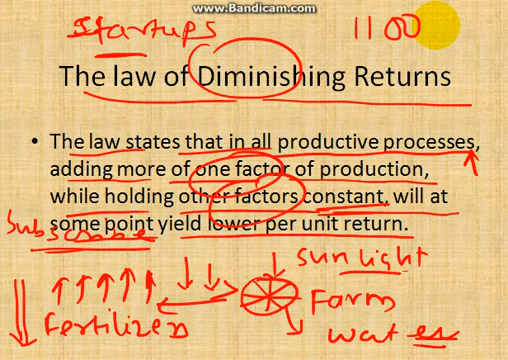 www.Bandicam.com
Startups 1100
The law of Diminishing Returns
• The law states that in all productive processes,
adding more of one factor of production,
while holding other factors constant, will at
some point yield lower per unit return.
Subscribe
Sunlight
Farm
Fertilizers
water